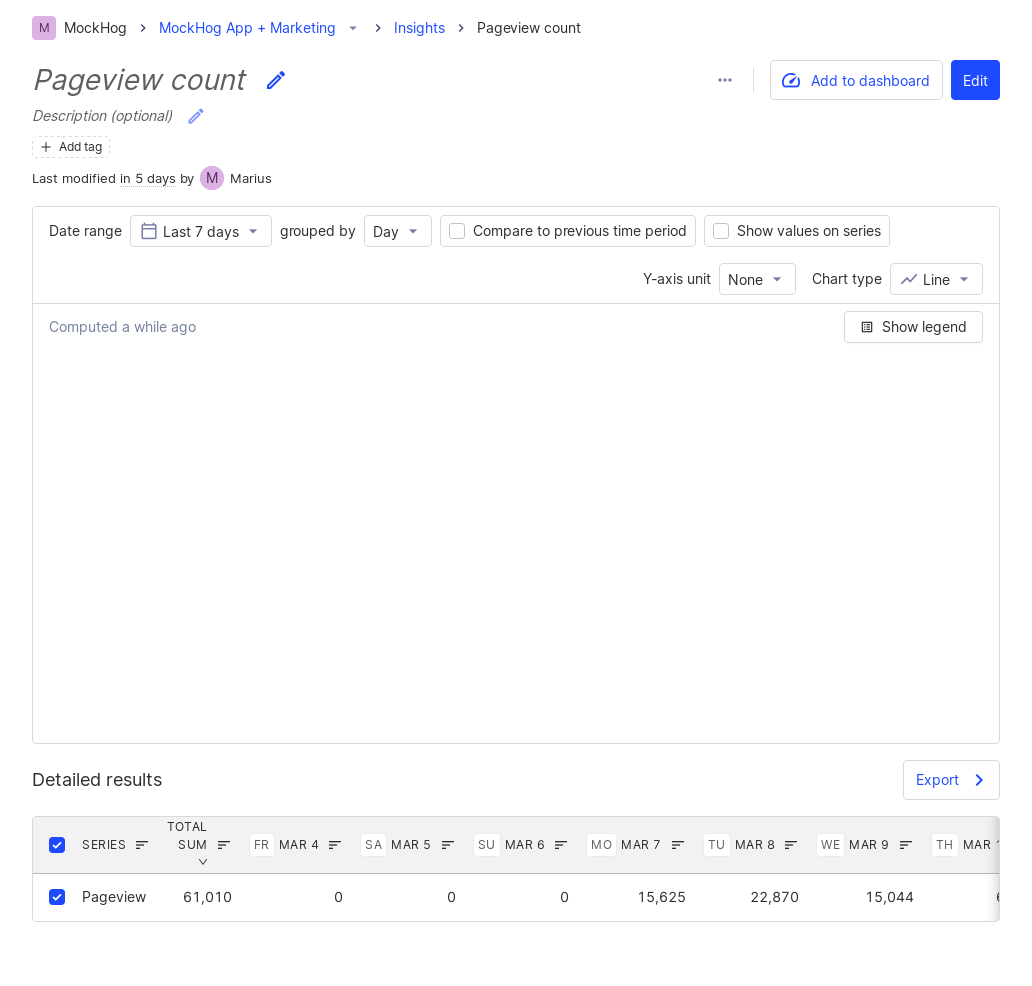 M MockHog MockHog App + Marketing Insights Pageview count
Pageview count
Add to dashboard Edit
Description (optional)
Add tag
Last modified in 5 days by M Marius
Date range Last 7 days grouped by Day Compare to previous time period Show values on series
Y-axis unit None Chart type Line
Computed a while ago Show legend
Detailed results Export
SERIES TOTAL SUM FR MAR 4 SA MAR 5 SU MAR 6 MO MAR 7 TU MAR 8 WE MAR 9 TH MAR
Pageview 61,010 0 0 0 15,625 22,870 15,044